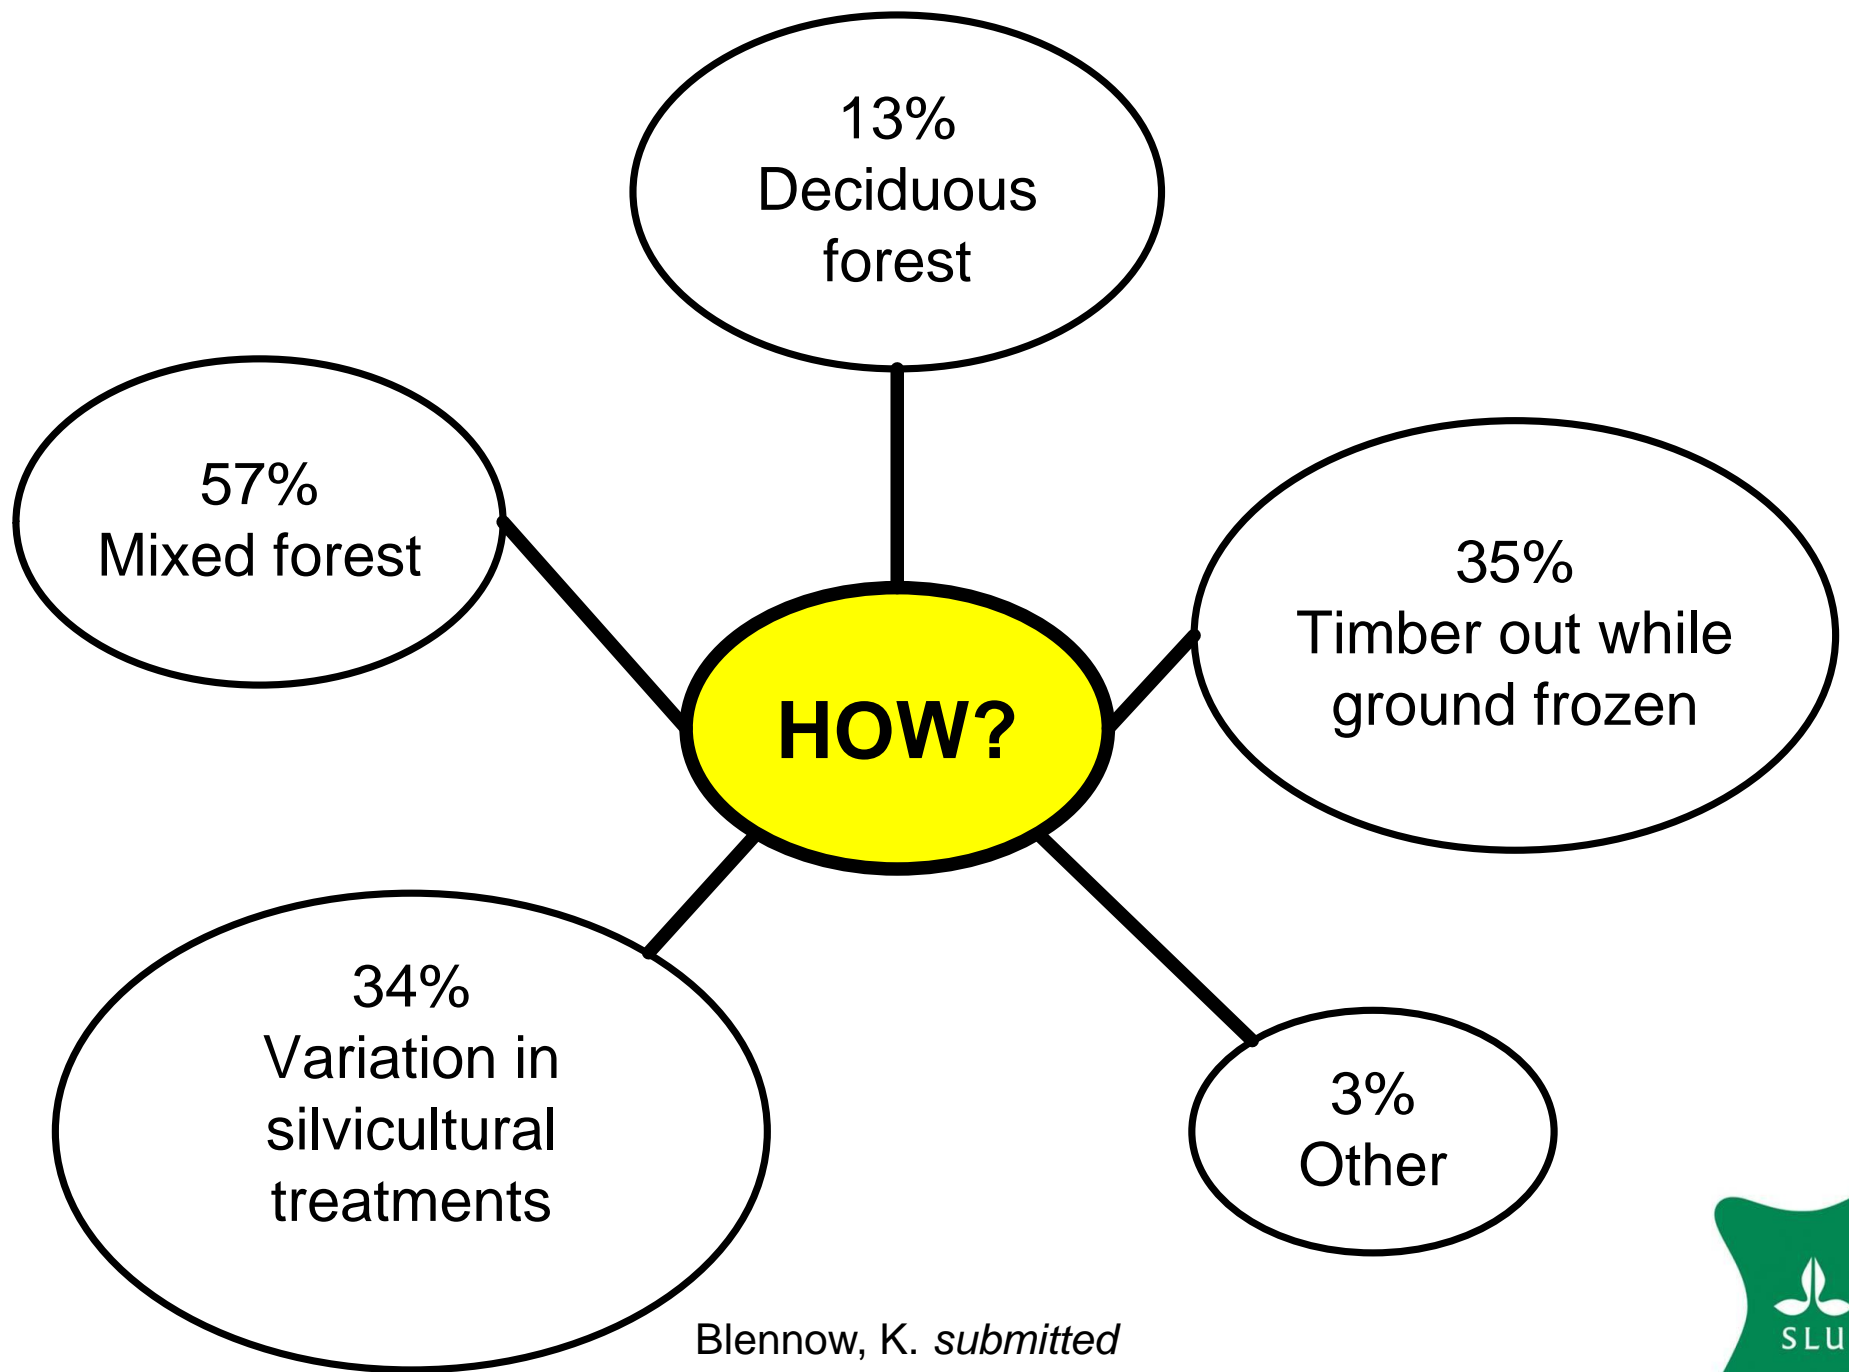 13%
Deciduous
forest
57%
Mixed forest
35%
Timber out while
ground frozen
HOW?
34%
Variation in
silvicultural
treatments
3%
Other
Blennow, K. submitted
SLU